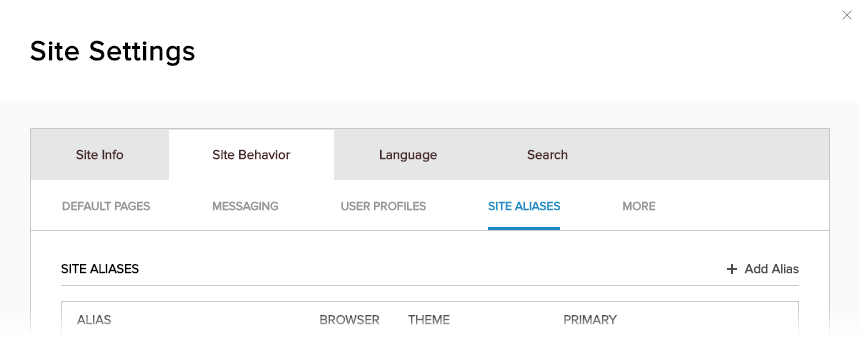 Site Settings
Site Info Site Behavior Language Search
DEFAULT PAGES MESSAGING USER PROFILES SITE ALIASES MORE
SITE ALIASES + Add Alias
ALIAS BROWSER THEME PRIMARY